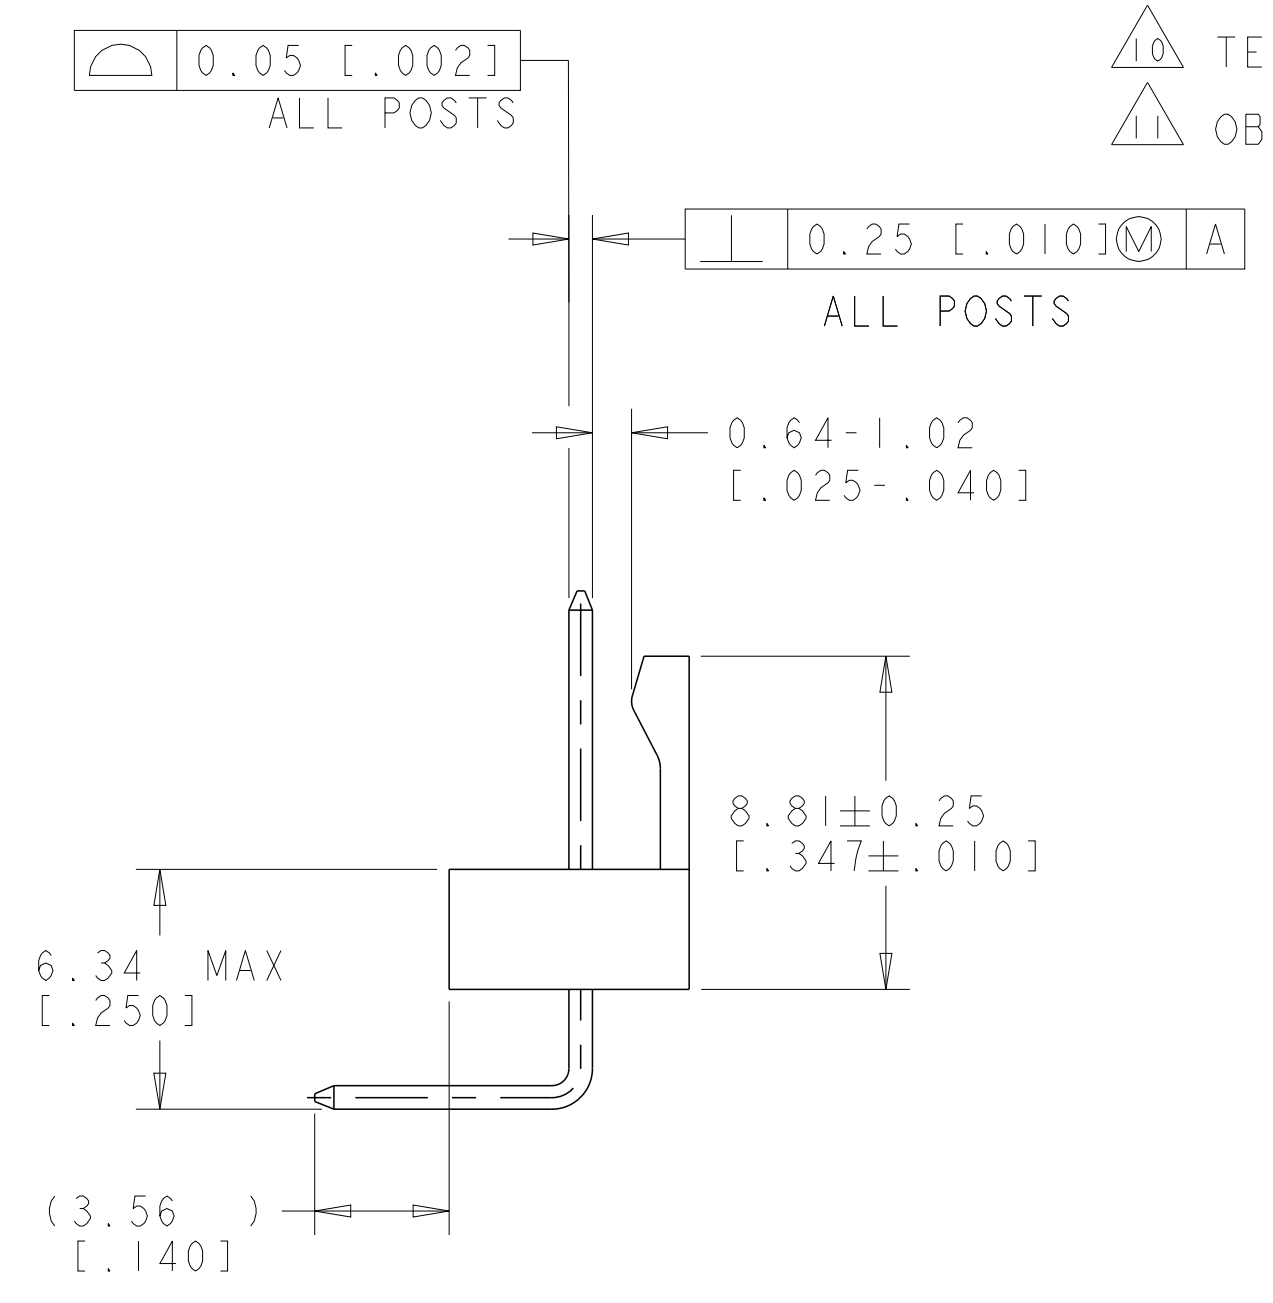 0.05 [.002]
ALL POSTS
10 TE
11 OB
0.25 [.010] Ⓜ A
ALL POSTS
0.64-1.02
[.025-.040]
8.81±0.25
[.347±.010]
6.34 MAX
[.250]
(3.56 )
[.140]